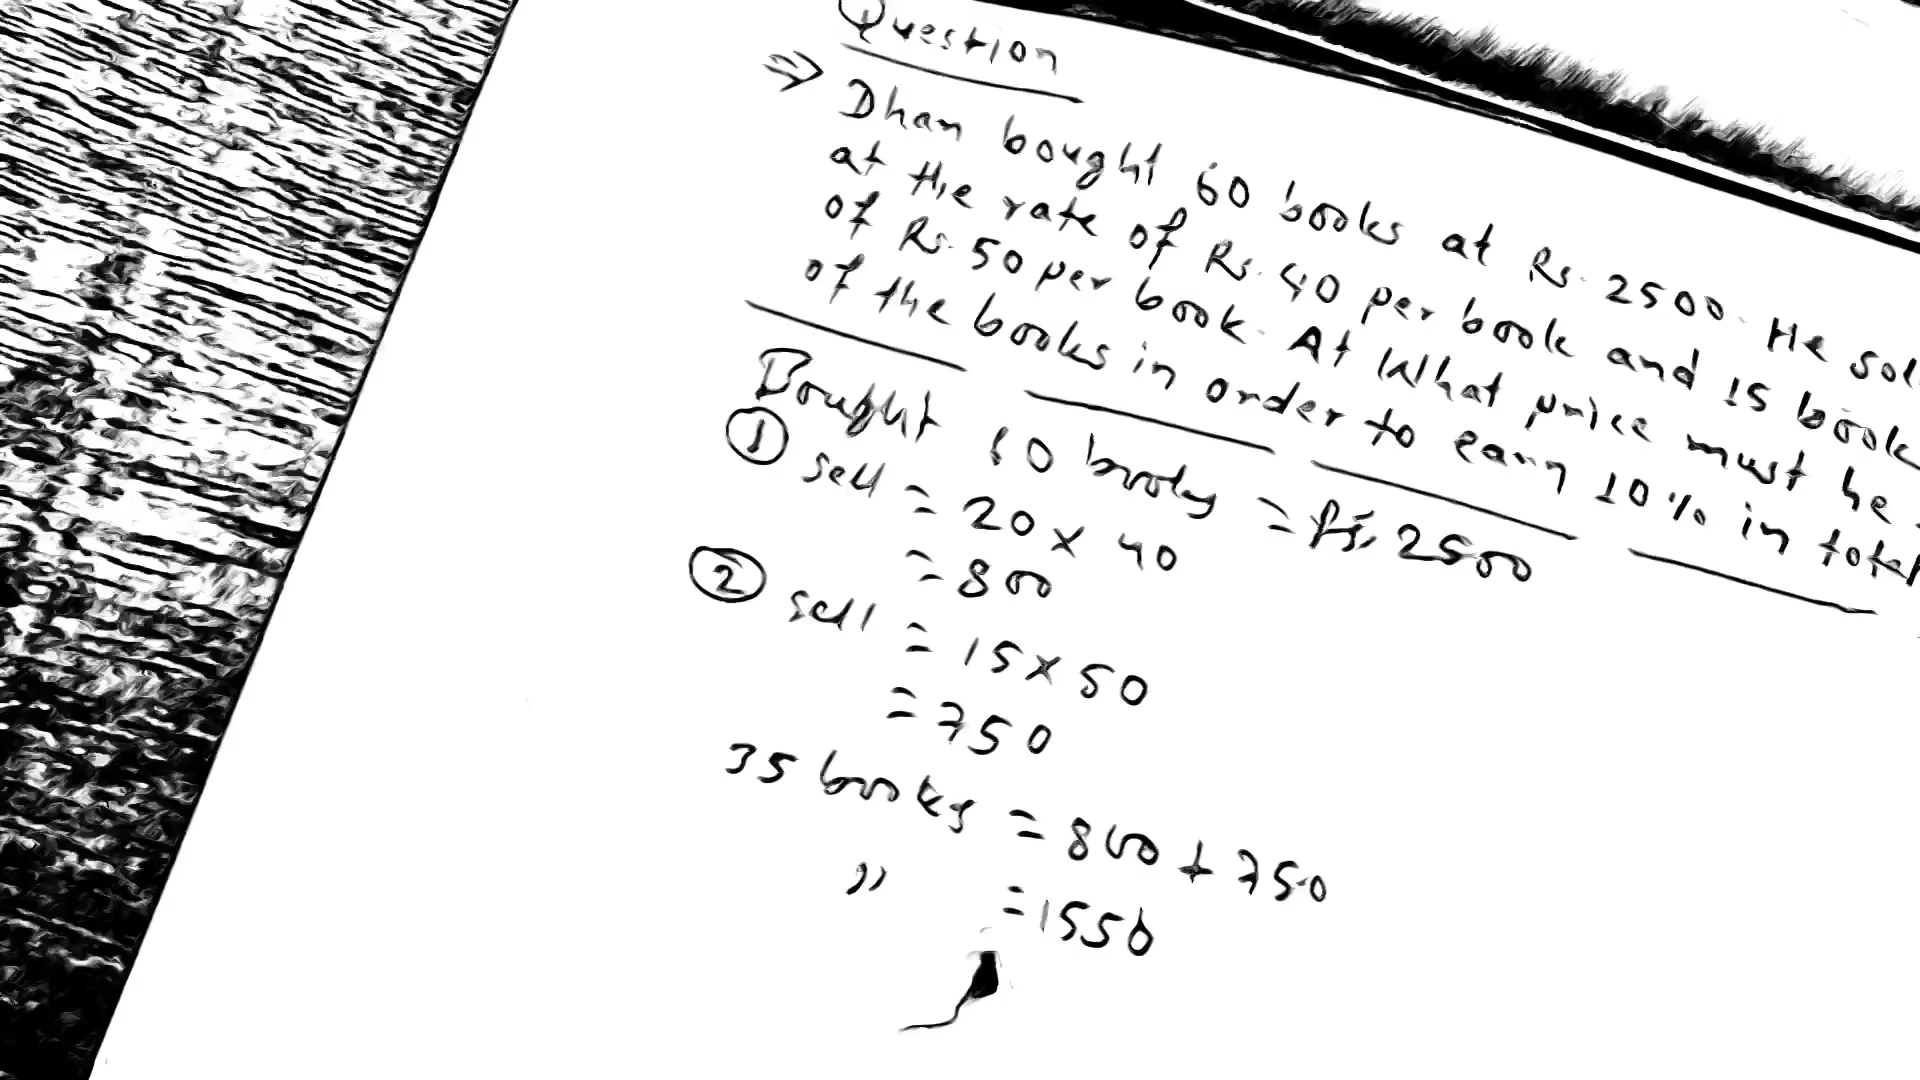 Question
⇒ Dhan bought 60 books at Rs. 2500. He sol
at the rate of Rs. 40 per book and 15 book
of Rs. 50 per book. At What price must he
of the books in order to earn 10% in total
Bought 60 books = Rs. 2500
① sell = 20 x 40
= 800
② sell = 15 x 50
= 750
35 books = 800 + 750
" = 1550